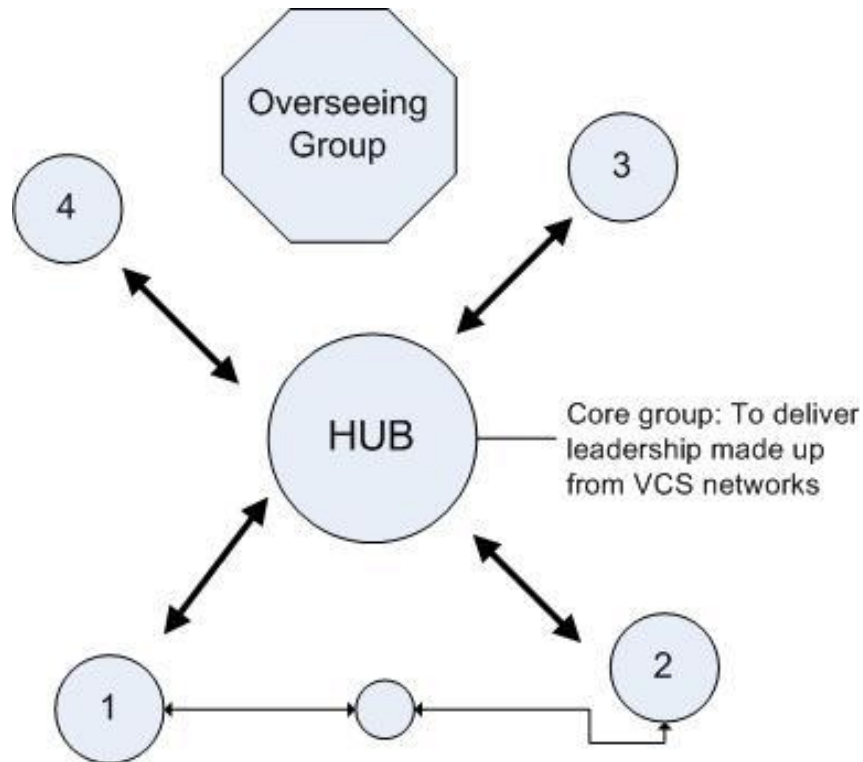 Overseeing
Group
3
4
HUB
Core group: To deliver
leadership made up
from VCS networks
1
2